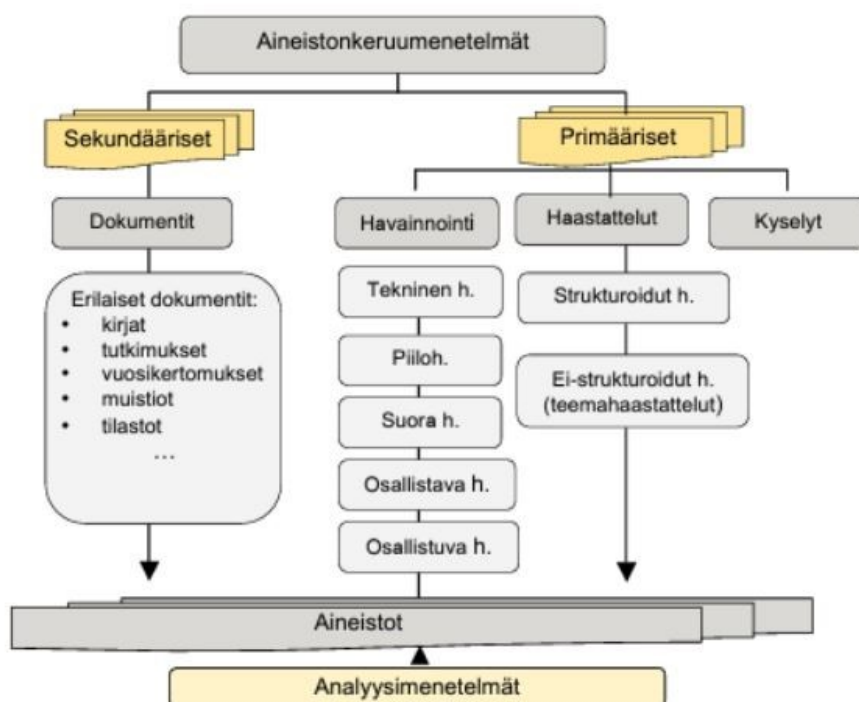 Aineistonkeruumenetelmät
Sekundääriset
Primääriset
Dokumentit
Havainnointi
Haastattelut
Kyselyt
Erilaiset dokumentit:
• kirjat
• tutkimukset
• vuosikertomukset
• muistiot
• tilastot
…
Tekninen h.
Piiloh.
Suora h.
Osallistava h.
Osallistuva h.
Strukturoidut h.
Ei-strukturoidut h.
(teemahaastattelut)
Aineistot
Analyysimenetelmät